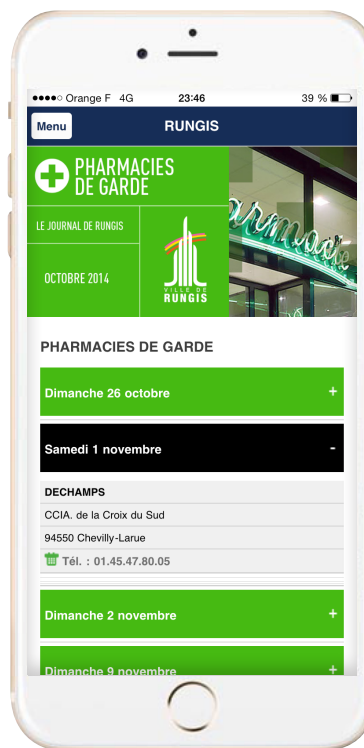 Orange F 4G 23:46 39 %
Menu RUNGIS
PHARMACIES
DE GARDE
LE JOURNAL DE RUNGIS
OCTOBRE 2014
VILLE DE
RUNGIS
armacie
PHARMACIES DE GARDE
Dimanche 26 octobre +
Samedi 1 novembre -
DECHAMPS
CCIA. de la Croix du Sud
94550 Chevilly-Larue
Tél. : 01.45.47.80.05
Dimanche 2 novembre +
Dimanche 9 novembre +